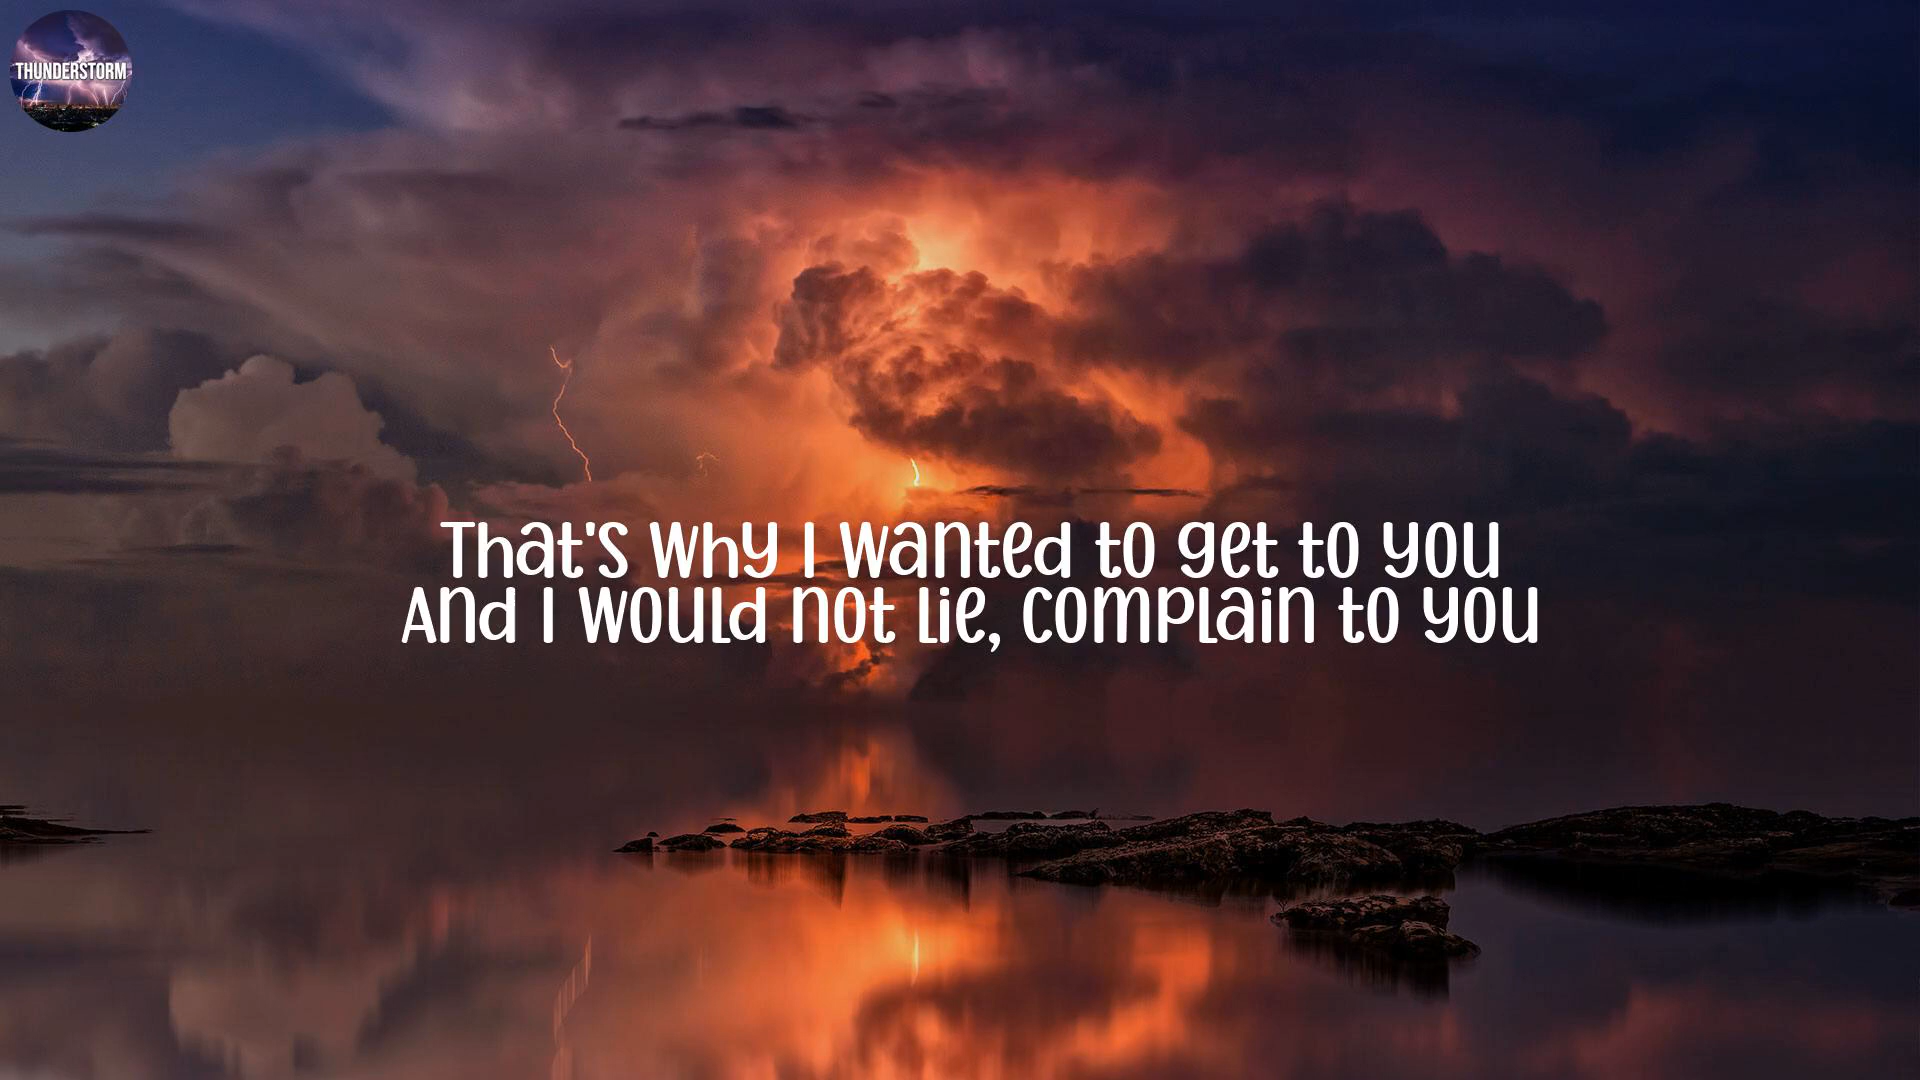 THUNDERSTORM
That's why I wanted to get to you
And I would not lie, complain to you